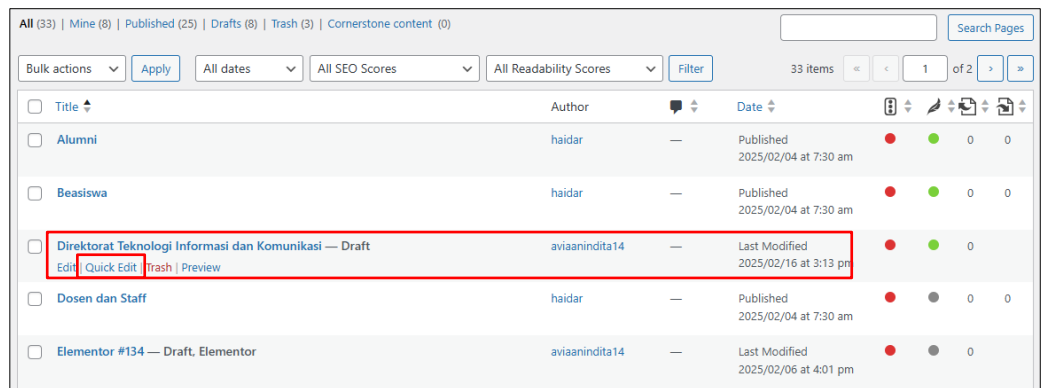 All (33) | Mine (8) | Published (25) | Drafts (8) | Trash (3) | Cornerstone content (0)
Search Pages
Bulk actions Apply All dates All SEO Scores All Readability Scores Filter 33 items « ‹ 1 of 2 › »
Title Author Date
Alumni haidar — Published 0 0
2025/02/04 at 7:30 am
Beasiswa haidar — Published 0 0
2025/02/04 at 7:30 am
Direktorat Teknologi Informasi dan Komunikasi — Draft aviaanindita14 — Last Modified 0
Edit | Quick Edit | Trash | Preview 2025/02/16 at 3:13 pm
Dosen dan Staff haidar — Published 0 0
2025/02/04 at 7:30 am
Elementor #134 — Draft, Elementor aviaanindita14 — Last Modified 0
2025/02/06 at 4:01 pm